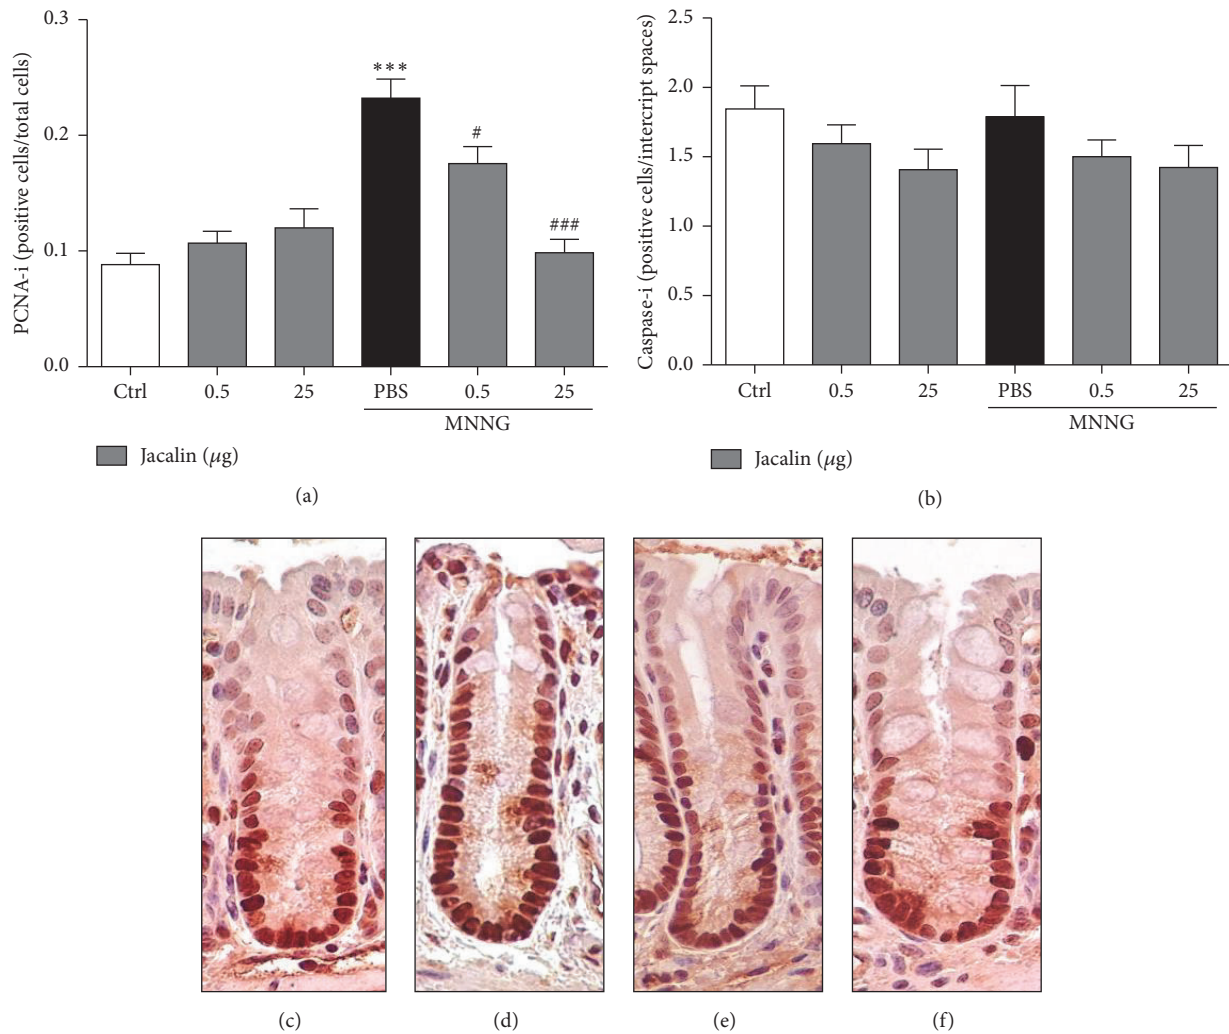 PCNA-i (positive cells/total cells)
0.3
0.2
0.1
0.0
***
#
###
Ctrl 0.5 25 PBS 0.5 25
MNNG
Jacalin (μg)
(a)
Caspase-i (positive cells/intercript spaces)
2.5
2.0
1.5
1.0
0.5
0.0
Ctrl 0.5 25 PBS 0.5 25
MNNG
Jacalin (μg)
(b)
(c) (d) (e) (f)